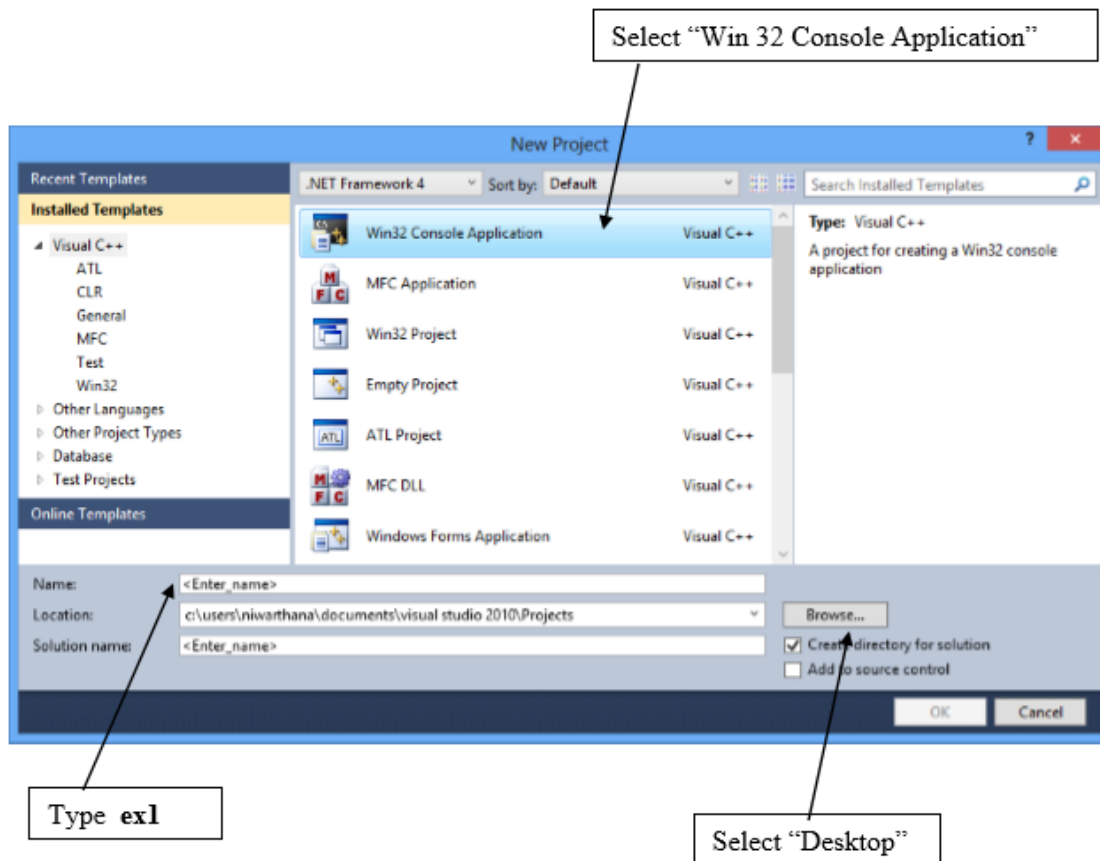 Select “Win 32 Console Application”
New Project
?
Recent Templates
Installed Templates
Visual C++
ATL
CLR
General
MFC
Test
Win32
Other Languages
Other Project Types
Database
Test Projects
Online Templates
.NET Framework 4
Sort by: Default
Search Installed Templates
Win32 Console Application Visual C++
MFC Application Visual C++
Win32 Project Visual C++
Empty Project Visual C++
ATL Project Visual C++
MFC DLL Visual C++
Windows Forms Application Visual C++
Type: Visual C++
A project for creating a Win32 console
application
Name: <Enter_name>
Location: c:\users\niwarthana\documents\visual studio 2010\Projects
Browse...
Solution name: <Enter_name>
Create directory for solution
Add to source control
OK Cancel
Type ex1
Select “Desktop”